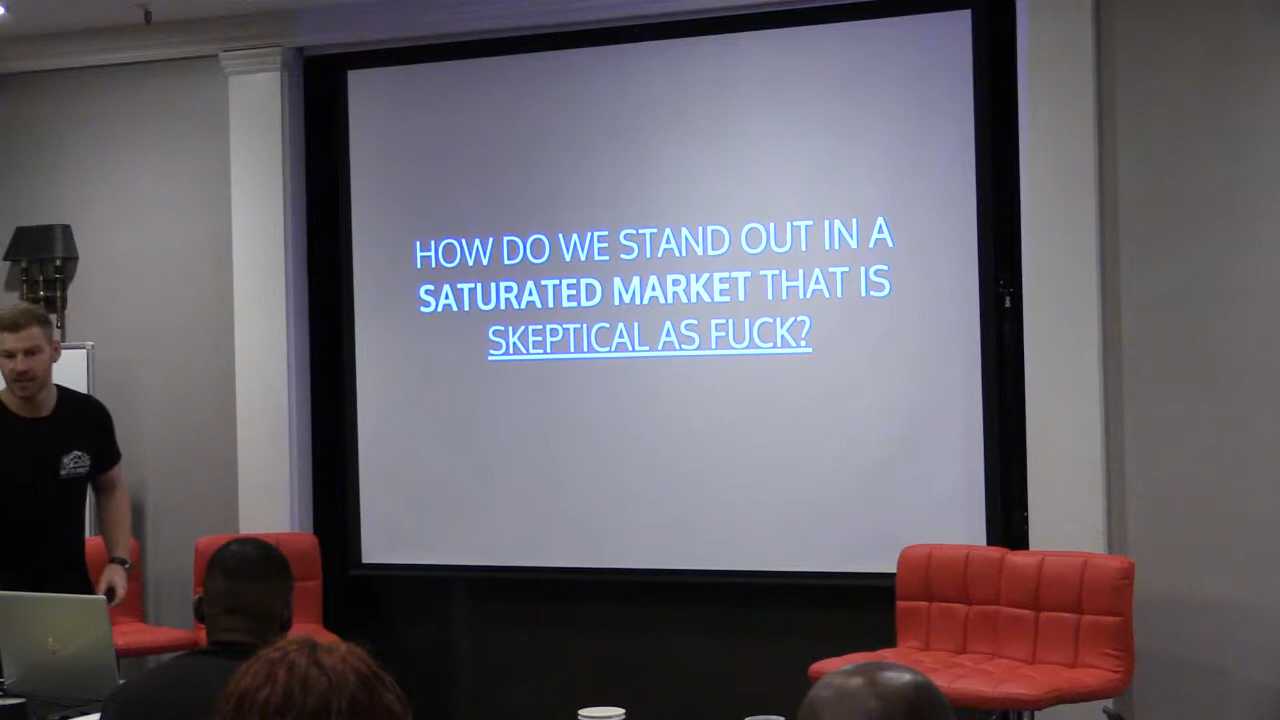 HOW DO WE STAND OUT IN A
SATURATED MARKET THAT IS
SKEPTICAL AS FUCK?